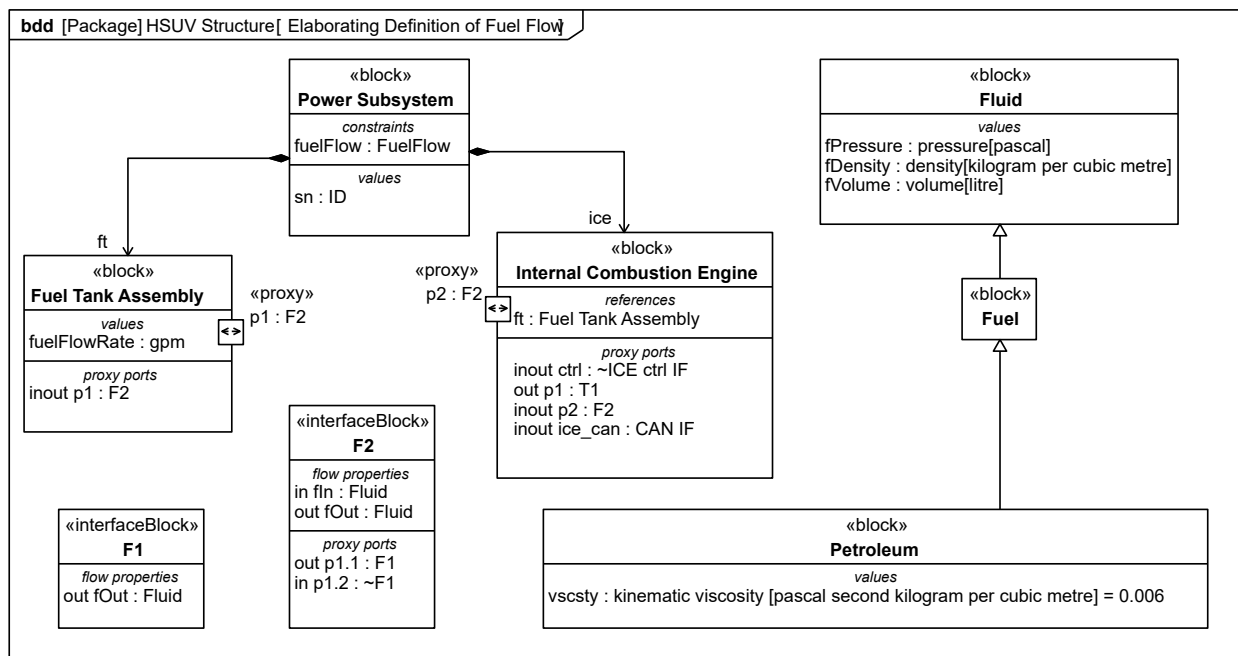 bdd [Package] HSUV Structure[ Elaborating Definition of Fuel Flow]
«block»
Power Subsystem
constraints
fuelFlow : FuelFlow
values
sn : ID
«block»
Fluid
values
fPressure : pressure[pascal]
fDensity : density[kilogram per cubic metre]
fVolume : volume[litre]
ft
ice
«block»
Fuel Tank Assembly
values
fuelFlowRate : gpm
proxy ports
inout p1 : F2
«proxy»
p1 : F2
«proxy»
p2 : F2
«block»
Internal Combustion Engine
references
ft : Fuel Tank Assembly
proxy ports
inout ctrl : ~ICE ctrl IF
out p1 : T1
inout p2 : F2
inout ice_can : CAN IF
«block»
Fuel
«interfaceBlock»
F2
flow properties
in fIn : Fluid
out fOut : Fluid
proxy ports
out p1.1 : F1
in p1.2 : ~F1
«interfaceBlock»
F1
flow properties
out fOut : Fluid
«block»
Petroleum
values
vscsty : kinematic viscosity [pascal second kilogram per cubic metre] = 0.006